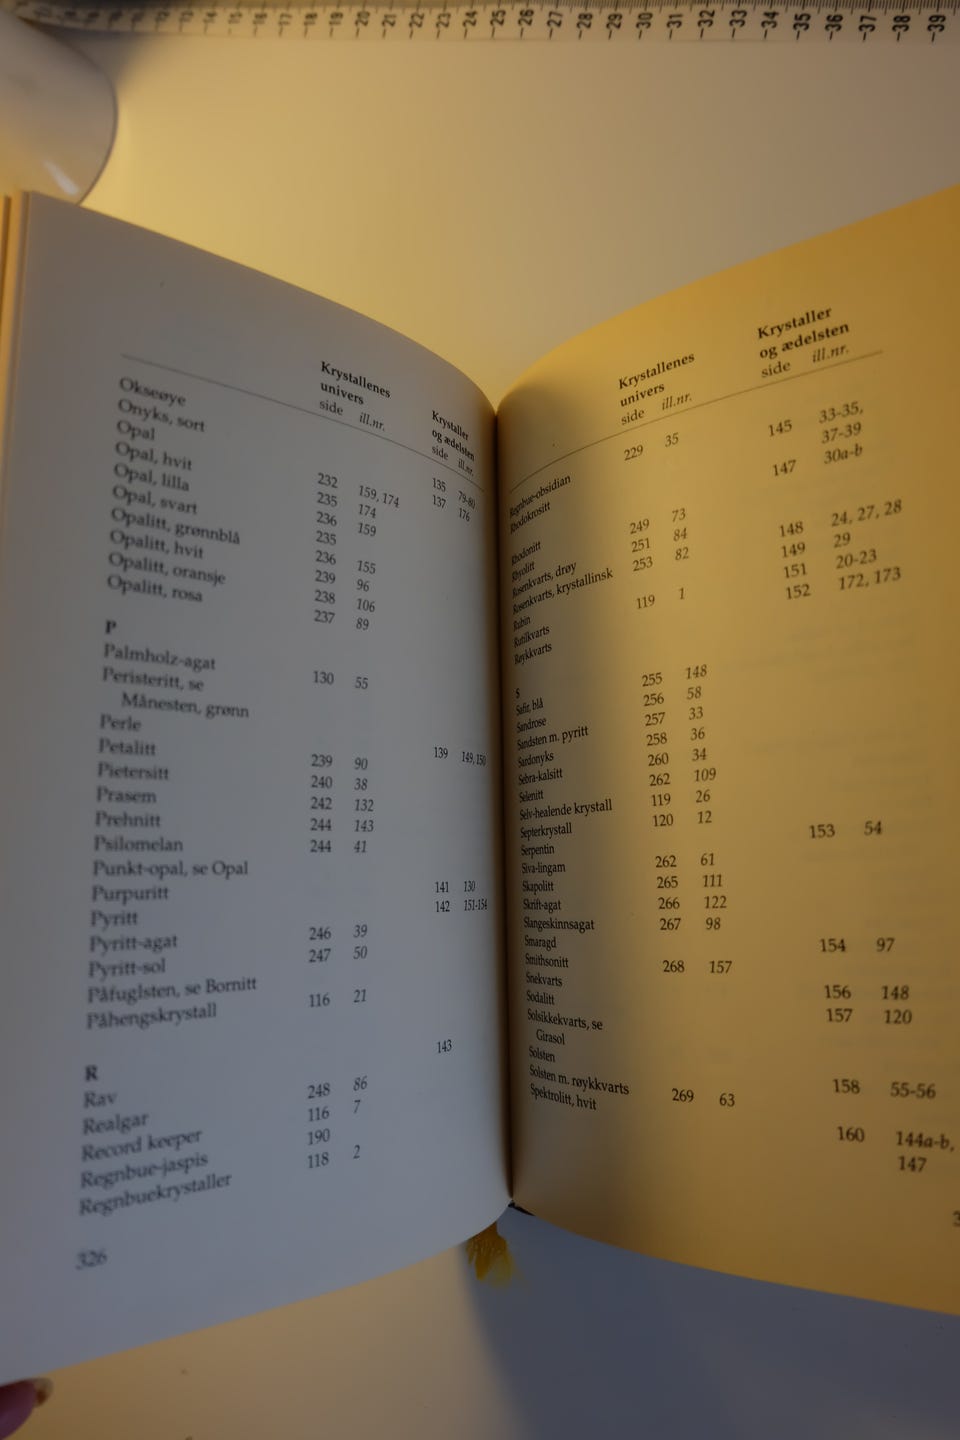 Krystallenes
univers
side ill.nr.
Krystaller
og ædelsten
side ill.nr.
Okseøye 135 79-80
Onyks, sort 137 176
Opal 232 159, 174
Opal, hvit 235 174
Opal, lilla 236 159
Opal, svart 235
Opalitt, grønnblå 236 155
Opalitt, hvit 239 96
Opalitt, oransje 238 106
Opalitt, rosa 237 89
P
Palmholz-agat 130 55
Peristeritt, se
Månesten, grønn
Perle 139 149, 150
Petalitt 239 90
Pietersitt 240 38
Prasem 242 132
Prehnitt 244 143
Psilomelan 244 41
Punkt-opal, se Opal
Purpuritt 141 130
Pyritt 142 151-154
Pyritt-agat 246 39
Pyritt-sol 247 50
Påfuglsten, se Bornitt
Påhengskrystall 116 21
R
Rav 143
Realgar 248 86
Record keeper 116 7
Regnbue-jaspis 190
Regnbuekrystaller 118 2
326
Krystallenes
univers
side ill.nr.
Krystaller
og ædelsten
side ill.nr.
Regnbue-obsidian 229 35
Rhodokrositt 145 33-35,
37-39
Rhodonitt 147 30a-b
Rhyolitt 249 73
Rosenkvarts, drøy 251 84
Rosenkvarts, krystallinsk 253 82 148 24, 27, 28
Rubin 149 29
Rutilkvarts 119 1 151 20-23
Røykkvarts 152 172, 173
S
Safir, blå 255 148
Sandrose 256 58
Sandsten m. pyritt 257 33
Sardonyks 258 36
Sebra-kalsitt 260 34
Selenitt 262 109
Selv-healende krystall 119 26
Septerkrystall 120 12
Serpentin 153 54
Siva-lingam 262 61
Skapolitt 265 111
Skrift-agat 266 122
Slangeskinnsagat 267 98
Smaragd 154 97
Smithsonitt 268 157
Snekvarts 156 148
Sodalitt 157 120
Solsikkekvarts, se
Girasol
Solsten 158 55-56
Solsten m. røykkvarts 269 63
Spektrolitt, hvit 160 144a-b,
147